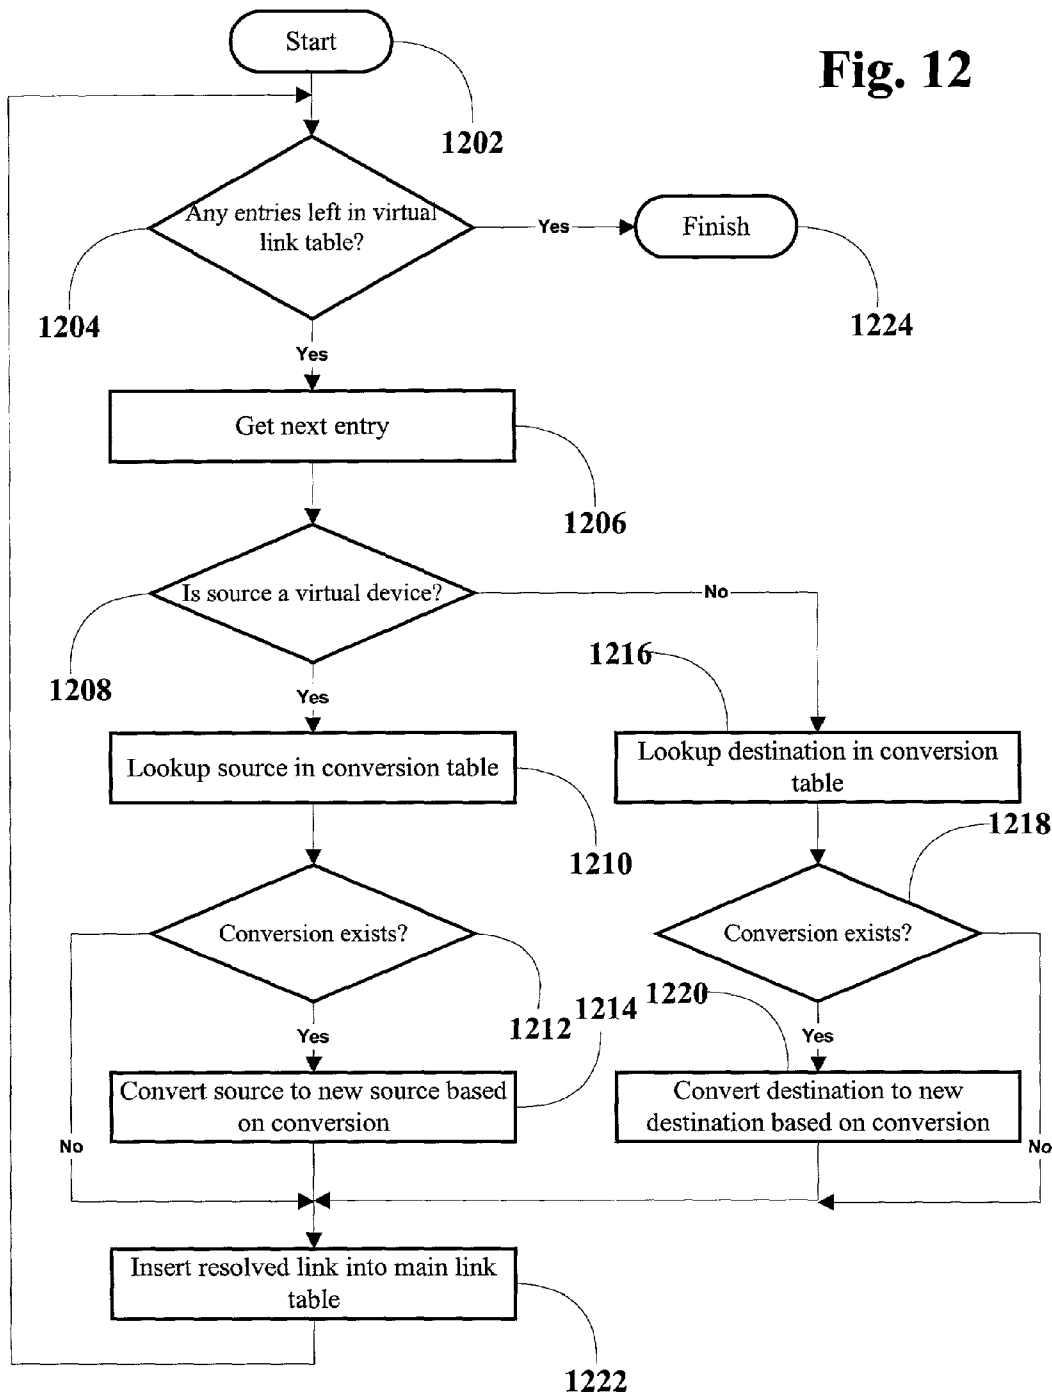 Start
Fig. 12
1202
Any entries left in virtual
link table?
Yes
Finish
1204
1224
Yes
Get next entry
1206
Is source a virtual device?
No
1216
1208
Yes
Lookup source in conversion table
Lookup destination in conversion
table
1218
1210
Conversion exists?
Conversion exists?
1220
1214
1212
Yes
Yes
Convert source to new source based
on conversion
Convert destination to new
destination based on conversion
No
No
Insert resolved link into main link
table
1222